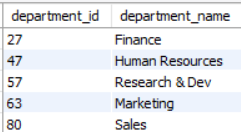 department_id department_name
27 Finance
47 Human Resources
57 Research & Dev
63 Marketing
80 Sales